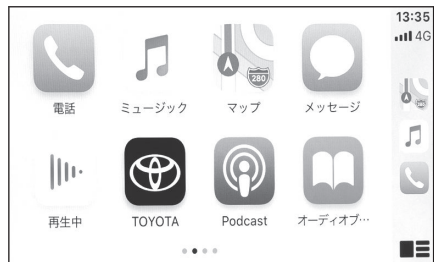 13:35
4G
280
電話
ミュージック
マップ
メッセージ
再生中
TOYOTA
Podcast
オーディオブ…